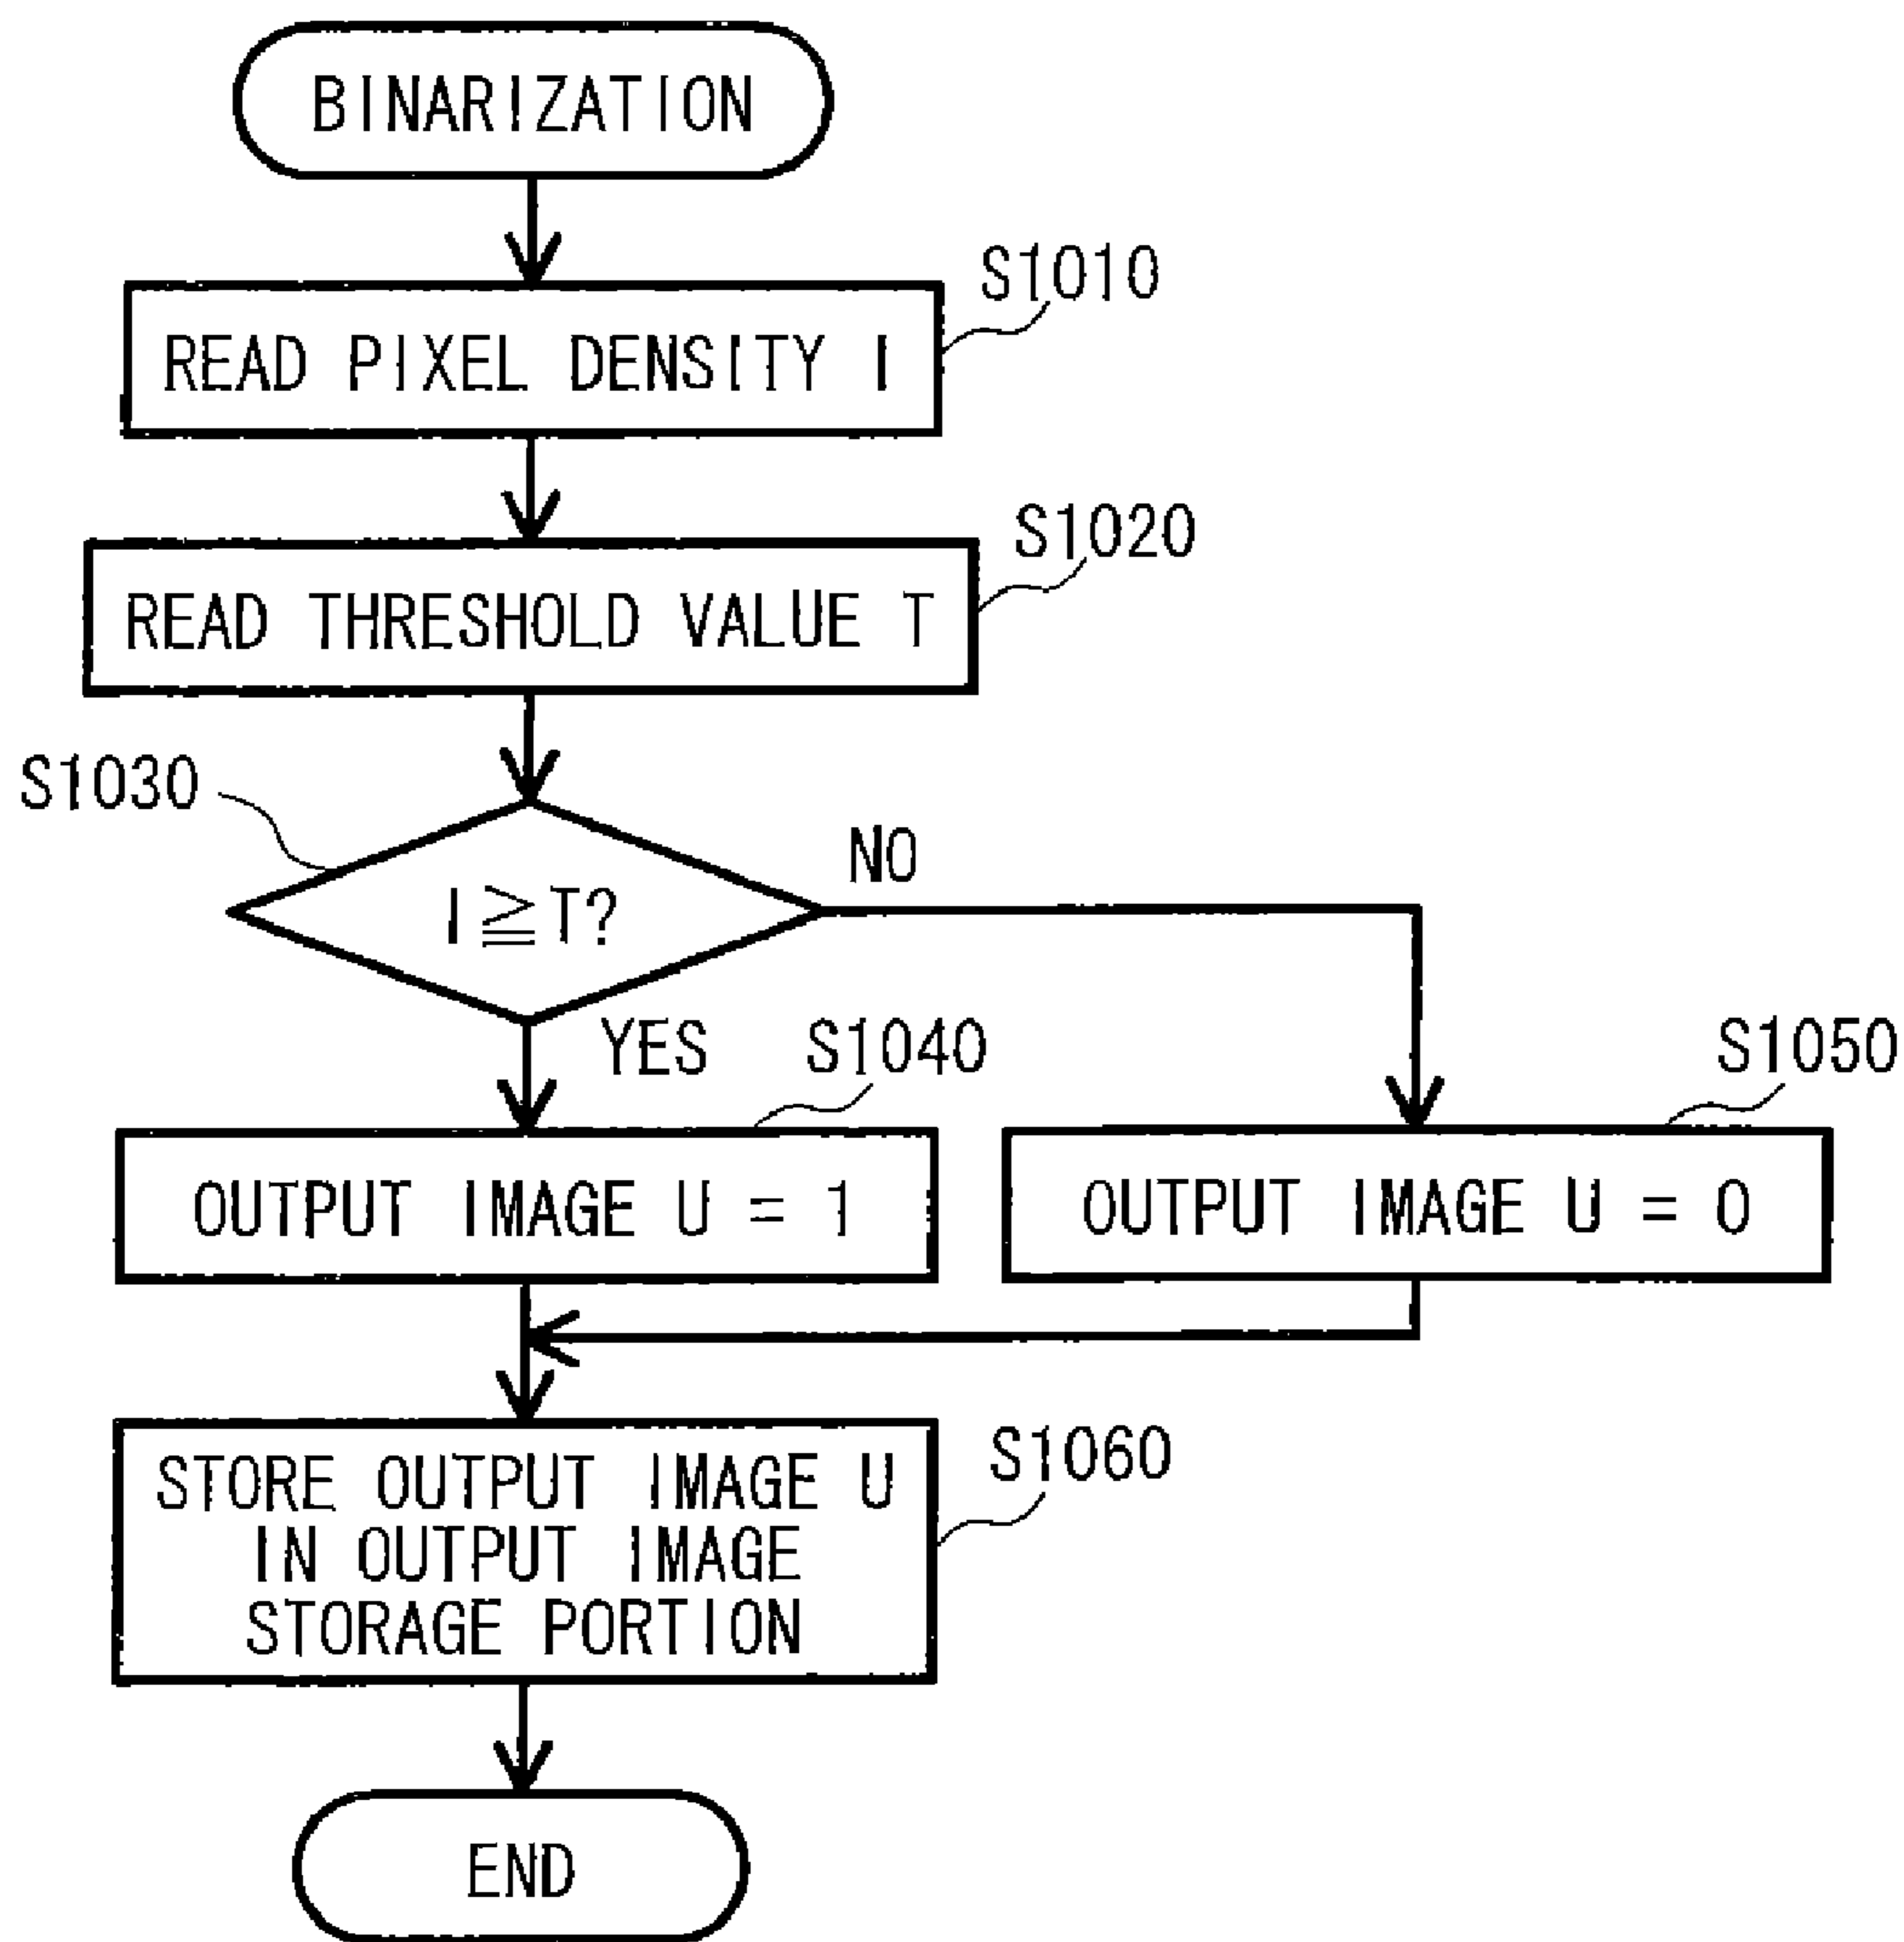 BINARIZATION
S1010
READ PIXEL DENSITY I
S1020
READ THRESHOLD VALUE T
S1030
NO
I≧T?
YES
S1040
S1050
OUTPUT IMAGE U = 1
OUTPUT IMAGE U = 0
S1060
STORE OUTPUT IMAGE U
IN OUTPUT IMAGE
STORAGE PORTION
END